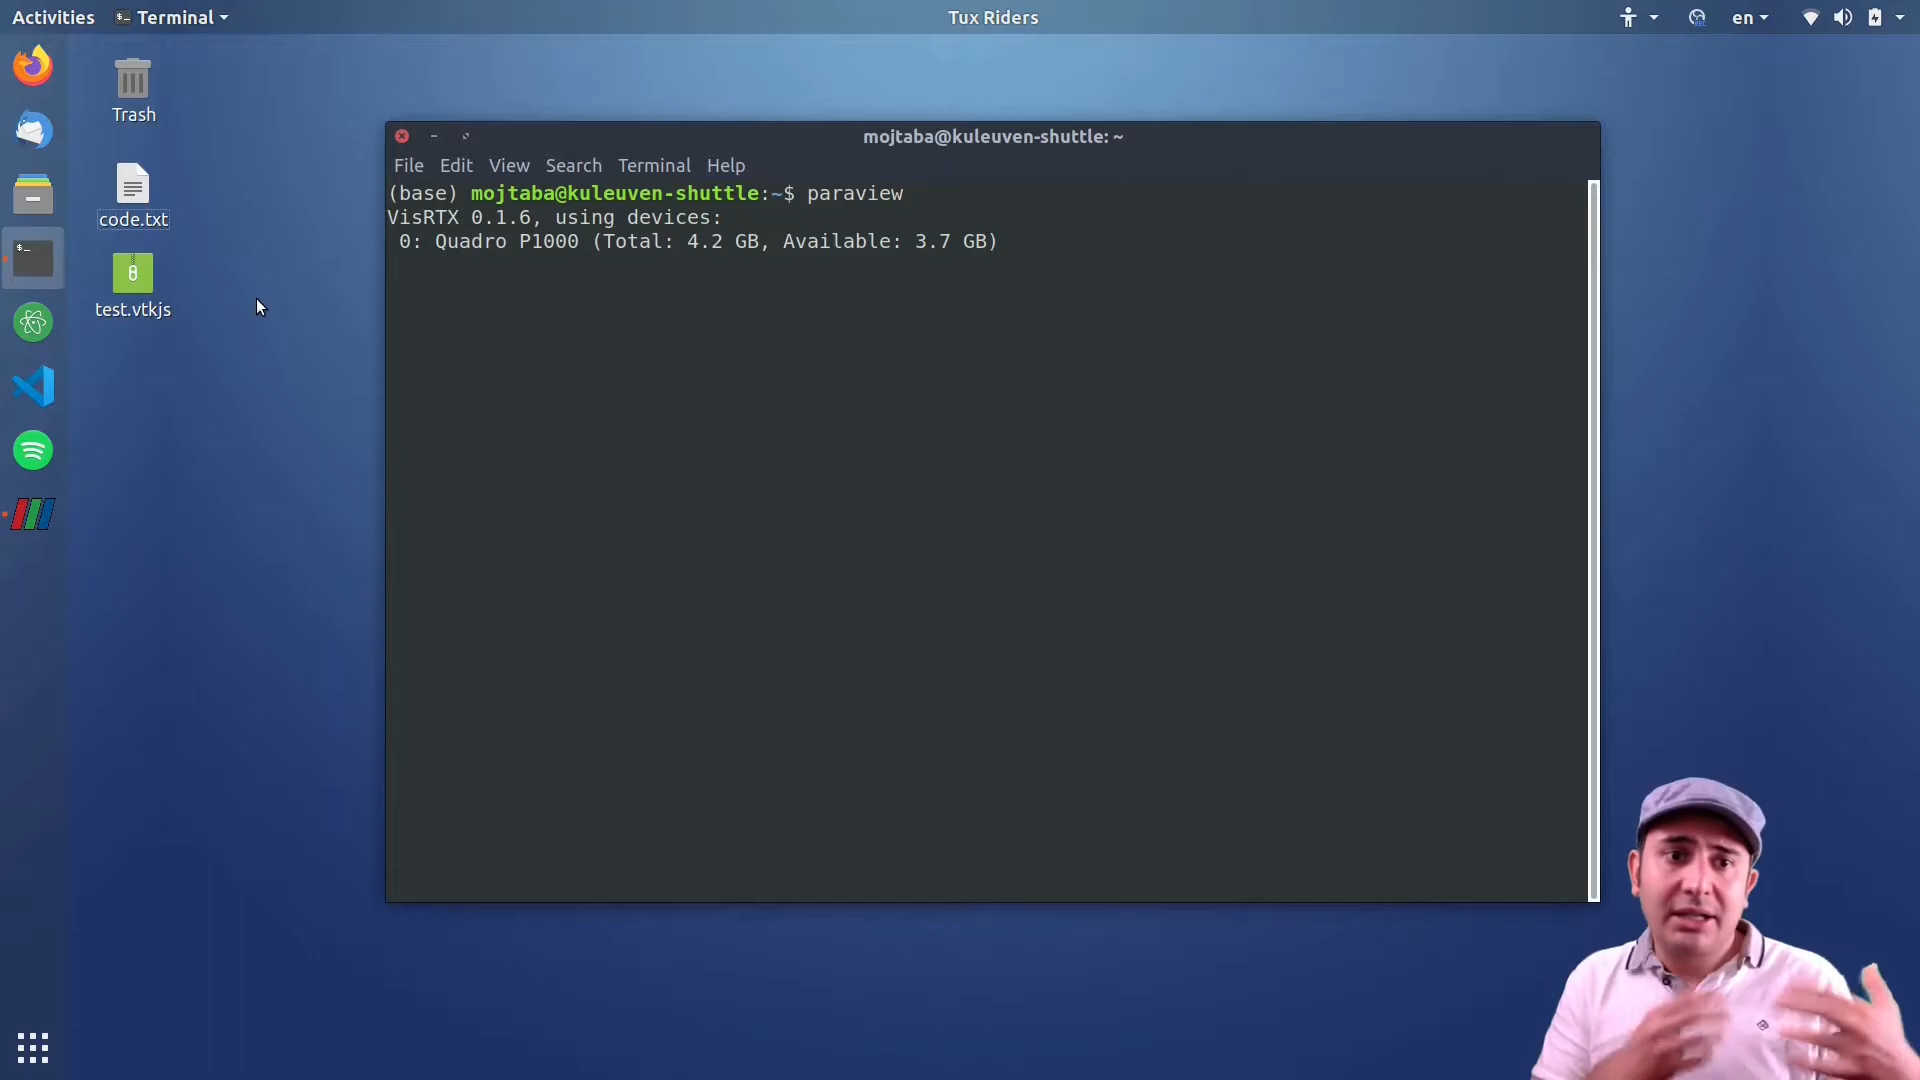 Activities Terminal Tux Riders en
Trash
code.txt
test.vtkjs
mojtaba@kuleuven-shuttle: ~
File Edit View Search Terminal Help
(base) mojtaba@kuleuven-shuttle:~$ paraview
VisRTX 0.1.6, using devices:
0: Quadro P1000 (Total: 4.2 GB, Available: 3.7 GB)